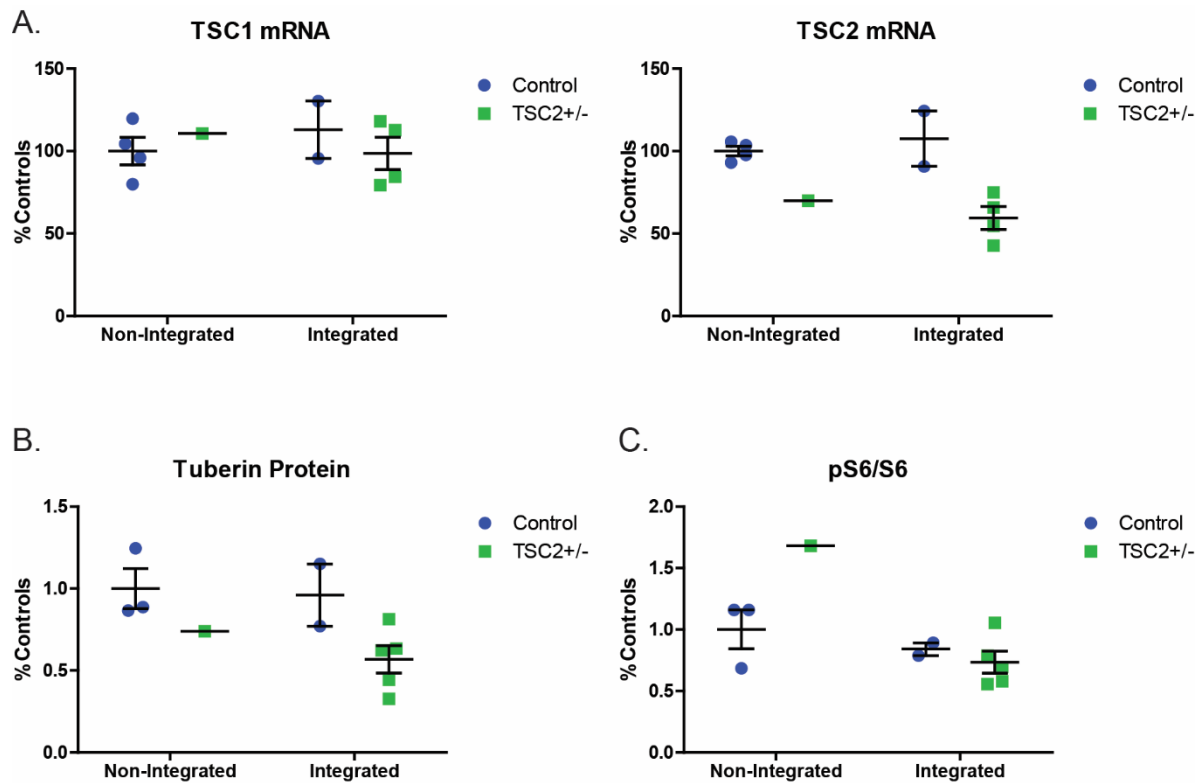 A.
TSC1 mRNA
%Controls
150
100
50
0
Non-Integrated
Integrated
Control
TSC2+/-
TSC2 mRNA
%Controls
150
100
50
0
Non-Integrated
Integrated
Control
TSC2+/-
B.
Tuberin Protein
%Controls
1.5
1.0
0.5
0.0
Non-Integrated
Integrated
Control
TSC2+/-
C.
pS6/S6
%Controls
2.0
1.5
1.0
0.5
0.0
Non-Integrated
Integrated
Control
TSC2+/-